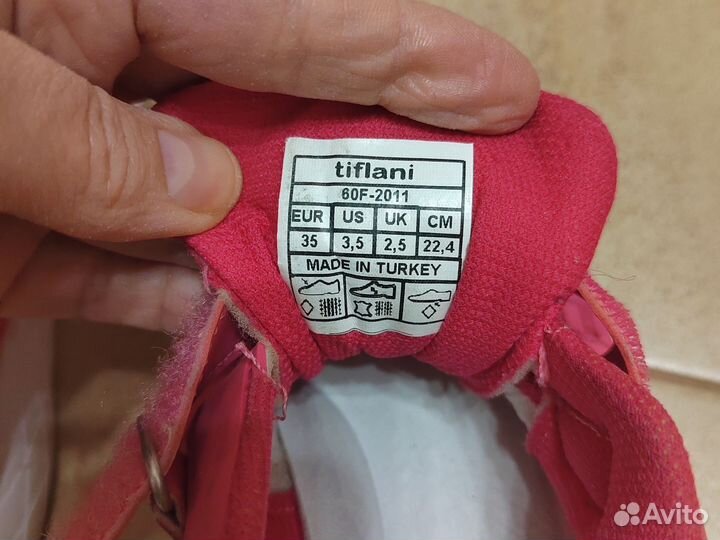 tiflani
60F-2011
EUR US UK CM
35 3,5 2,5 22,4
MADE IN TURKEY
Avito